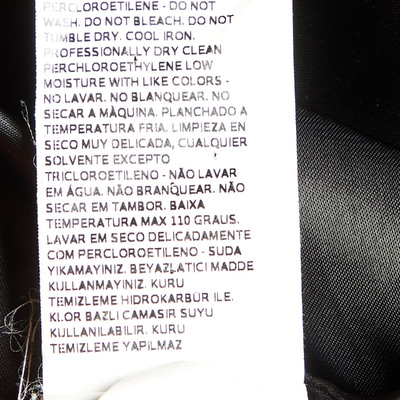 PERCLOROETILENE - DO NOT
WASH. DO NOT BLEACH. DO NOT
TUMBLE DRY. COOL IRON.
PROFESSIONALLY DRY CLEAN
PERCHLOROETHYLENE LOW
MOISTURE WITH LIKE COLORS -
NO LAVAR. NO BLANQUEAR. NO
SECAR A MÀQUINA. PLANCHADO A
TEMPERATURA FRIA. LIMPIEZA EN
SECO MUY DELICADA, CUALQUIER
SOLVENTE EXCEPTO
TRICLOROETILENO - NÃO LAVAR
EM ÁGUA. NÃO BRANQUEAR. NÃO
SECAR EM TAMBOR. BAIXA
TEMPERATURA MAX 110 GRAUS.
LAVAR EM SECO DELICADAMENTE
COM PERCLOROETILENO - SUDA
YIKAMAYINIZ. BEYAZLATICI MADDE
KULLANMAYINIZ. KURU
TEMIZLEME HIDROKARBÜR ILE.
KLOR BAZLI CAMASIR SUYU
KULLANILABILIR. KURU
TEMIZLEME YAPILMAZ